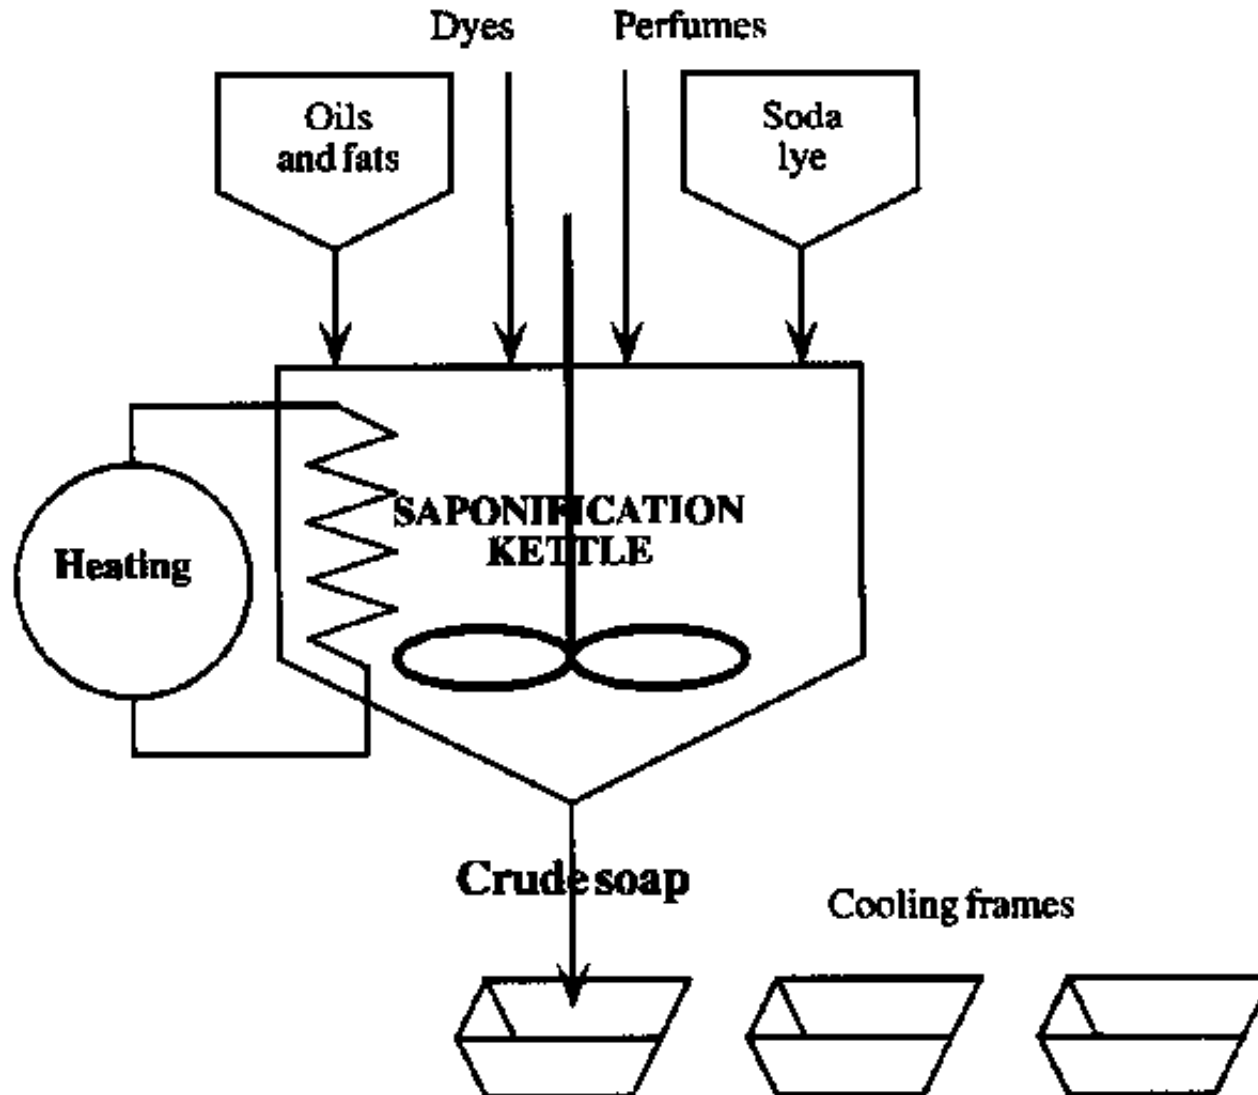 Dyes
Perfumes
Oils
and fats
Soda
lye
SAPONIFICATION
KETTLE
Heating
Crude soap
Cooling frames